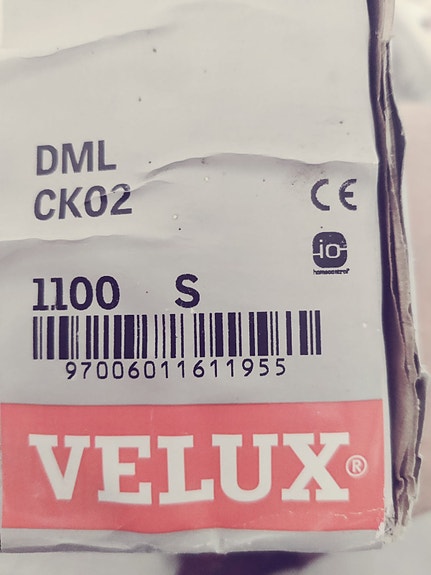 DML
CK02
CE
io
homecontrol®
1100 S
97006011611955
VELUX®